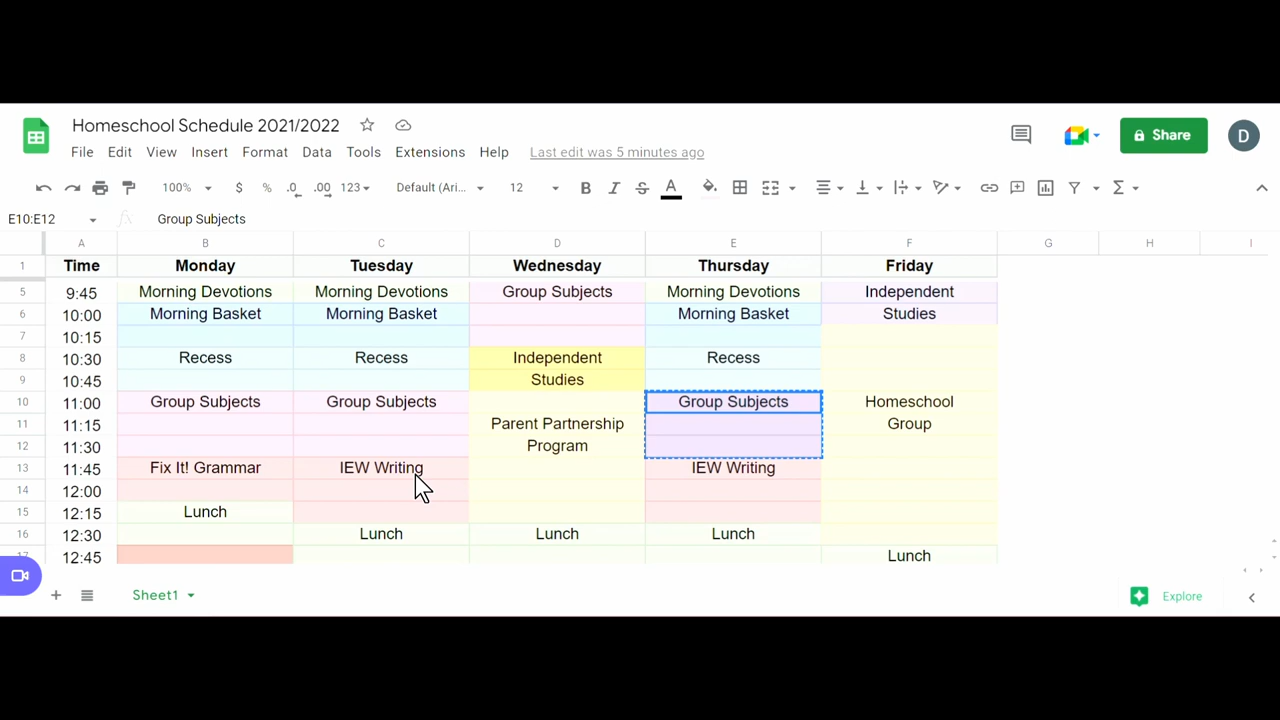 Homeschool Schedule 2021/2022
File Edit View Insert Format Data Tools Extensions Help Last edit was 5 minutes ago
Share D
100% $ % .0 .00 123 Default (Ari... 12 B I S A Σ
E10:E12 fx Group Subjects
A B C D E F G H I
1 Time Monday Tuesday Wednesday Thursday Friday
5 9:45 Morning Devotions Morning Devotions Group Subjects Morning Devotions Independent
6 10:00 Morning Basket Morning Basket Morning Basket Studies
7 10:15
8 10:30 Recess Recess Independent Recess
9 10:45 Studies
10 11:00 Group Subjects Group Subjects Group Subjects Homeschool
11 11:15 Parent Partnership Group
12 11:30 Program
13 11:45 Fix It! Grammar IEW Writing IEW Writing
14 12:00
15 12:15 Lunch
16 12:30 Lunch Lunch Lunch
17 12:45 Lunch
Sheet1 Explore